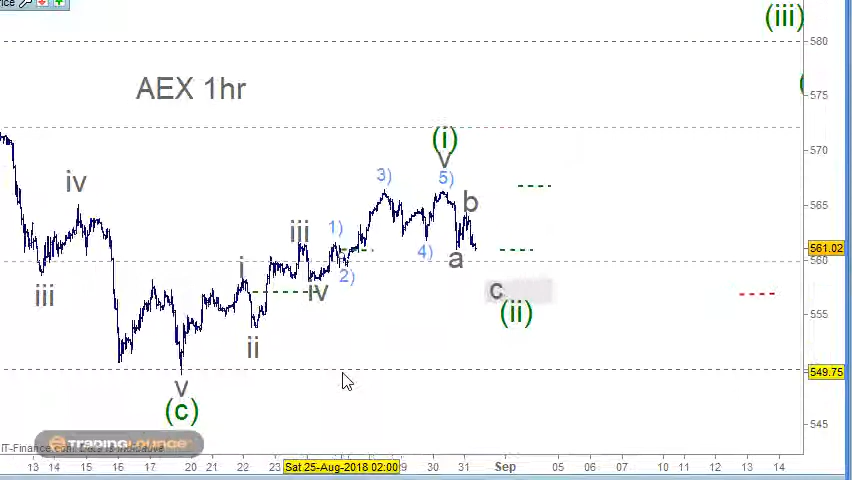 rice
(iii)
580
AEX 1hr
575
(i)
570
v
iv
3)
5)
b
565
1)
iii
561.02
560
i
4)
a
2)
iii
iv
c
(ii)
555
ii
549.75
v
(c)
545
TRADINGLOUNGE
IT-Finance.com Data is indicative
13 14 15 16 17 20 21 22 23 Sat 25-Aug-2018 02:00 9 30 31 Sep 05 06 07 10 11 12 13 14